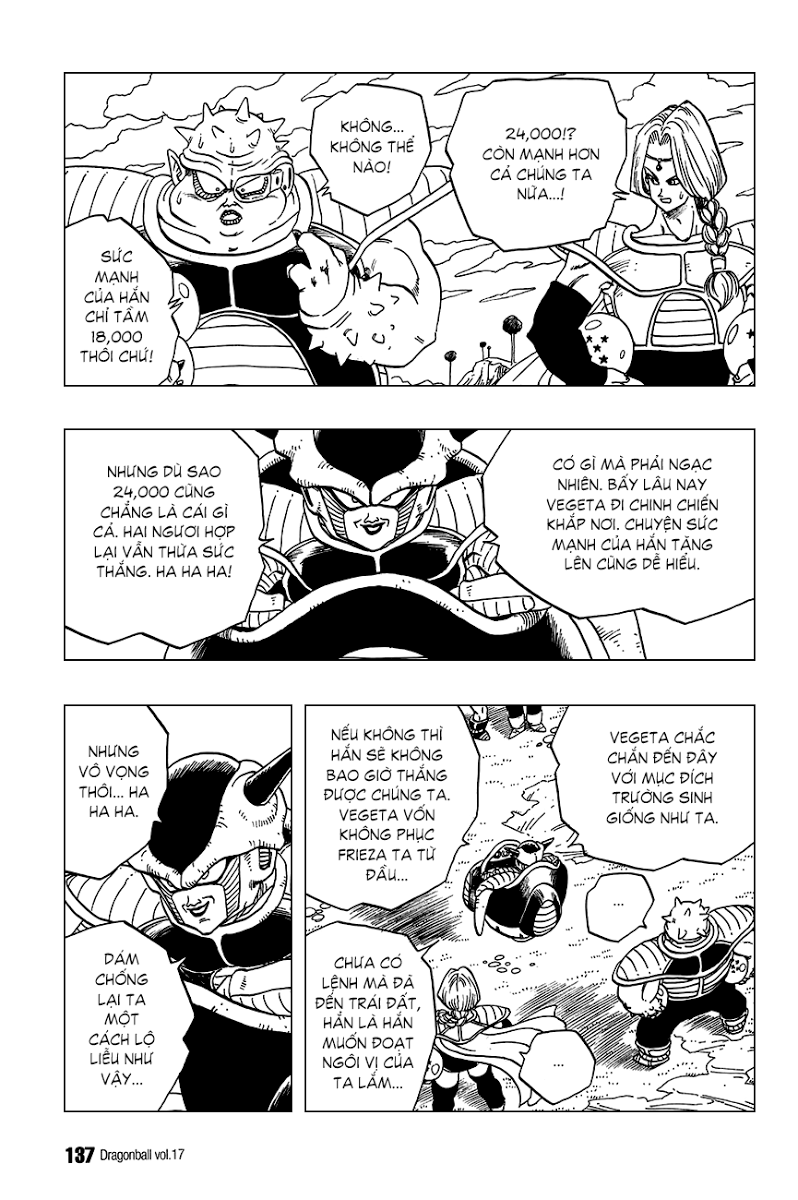 24,000!?
CÒN MẠNH HƠN
CẢ CHÚNG TA
NỮA...!
KHÔNG...
KHÔNG THỂ
NÀO!
SỨC
MẠNH
CỦA HẮN
CHỈ TẦM
18,000
THÔI CHỨ!
CÓ GÌ MÀ PHẢI NGẠC
NHIÊN. BẤY LÂU NAY
VEGETA ĐI CHINH CHIẾN
KHẮP NƠI. CHUYỆN SỨC
MẠNH CỦA HẮN TĂNG
LÊN CŨNG DỄ HIỂU.
NHƯNG DÙ SAO
24,000 CŨNG
CHẲNG LÀ CÁI GÌ
CẢ. HAI NGƯƠI HỢP
LẠI VẪN THỪA SỨC
THẮNG. HA HA HA!
VEGETA CHẮC
CHẮN ĐẾN ĐÂY
VỚI MỤC ĐÍCH
TRƯỜNG SINH
GIỐNG NHƯ TA.
NẾU KHÔNG THÌ
HẮN SẼ KHÔNG
BAO GIỜ THẮNG
ĐƯỢC CHÚNG TA.
VEGETA VỐN
KHÔNG PHỤC
FRIEZA TA TỪ
ĐẦU...
...
CHƯA CÓ
LỆNH MÀ ĐÃ
ĐẾN TRÁI ĐẤT,
HẲN LÀ HẮN
MUỐN ĐOẠT
NGÔI VỊ CỦA
TA LẮM...
...
NHƯNG
VÔ VỌNG
THÔI... HA
HA HA.
DÁM
CHỐNG
LẠI TA
MỘT
CÁCH LỘ
LIỄU NHƯ
VẬY...
137 Dragonball vol.17